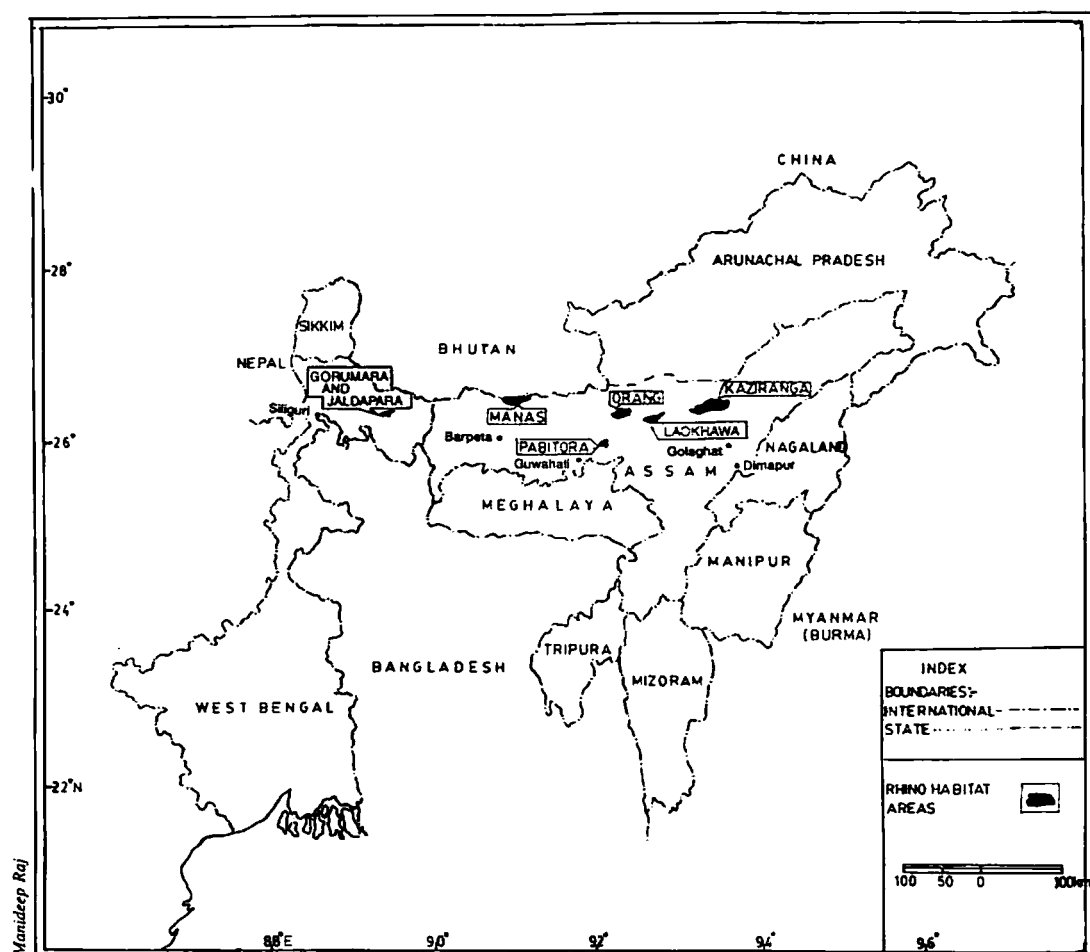 30°
CHINA
28°
ARUNACHAL PRADESH
SIKKIM
NEPAL
BHUTAN
GORUMARA
AND
JALDAPARA
Siliguri
MANAS
ORANG
KAZIRANGA
LAOKHAWA
26°
Barpeta
PABITORA
Guwahati
Golaghat
NAGALAND
ASSAM
Dimapur
MEGHALAYA
MANIPUR
24°
MYANMAR
(BURMA)
BANGLADESH
TRIPURA
MIZORAM
WEST BENGAL
22°N
INDEX
BOUNDARIES:-
INTERNATIONAL
STATE
RHINO HABITAT
AREAS
100 50 0 100km
88°E 90° 92° 94° 96°
Manideep Raj